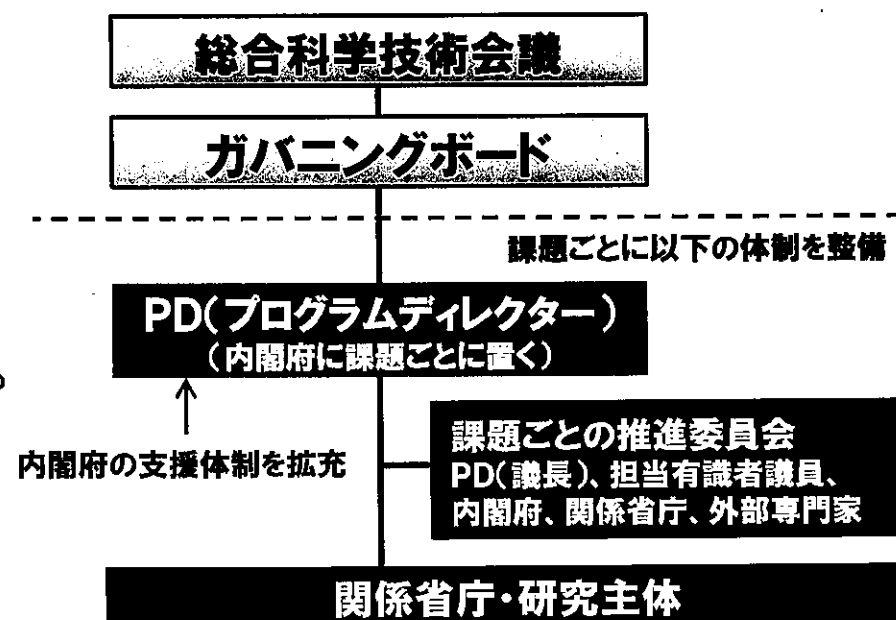 総合科学技術会議
ガバニングボード
課題ごとに以下の体制を整備
PD(プログラムディレクター)
(内閣府に課題ごとに置く)
内閣府の支援体制を拡充
課題ごとの推進委員会
PD(議長)、担当有識者議員、
内閣府、関係省庁、外部専門家
関係省庁・研究主体